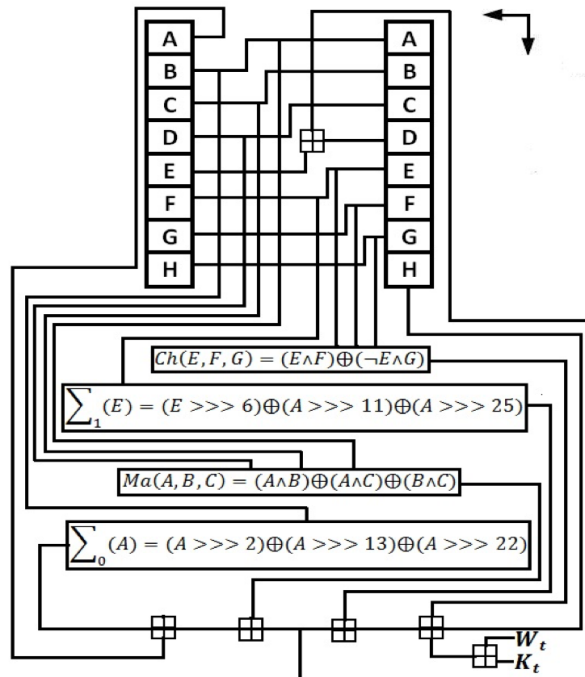 A A
B B
C C
D D
E E
F F
G G
H H
Ch(E,F,G) = (E∧F)⊕(¬E∧G)
∑₁(E) = (E >>> 6)⊕(A >>> 11)⊕(A >>> 25)
Ma(A,B,C) = (A∧B)⊕(A∧C)⊕(B∧C)
∑₀(A) = (A >>> 2)⊕(A >>> 13)⊕(A >>> 22)
Wₜ
Kₜ